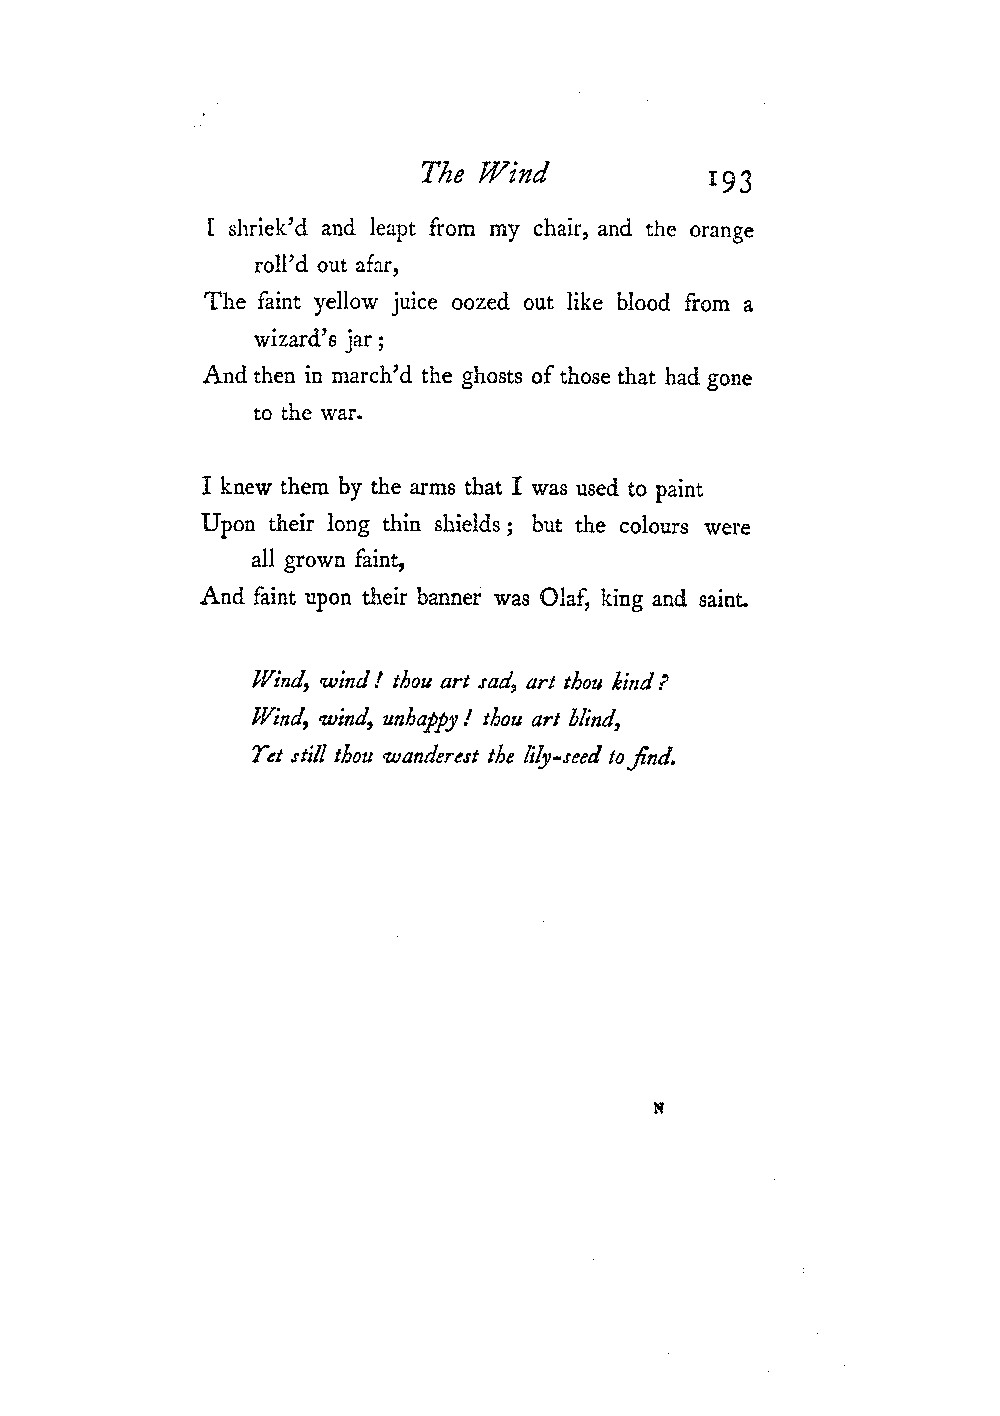 The Wind 193
I shriek'd and leapt from my chair, and the orange
roll'd out afar,
The faint yellow juice oozed out like blood from a
wizard's jar ;
And then in march'd the ghosts of those that had gone
to the war.
I knew them by the arms that I was used to paint
Upon their long thin shields ; but the colours were
all grown faint,
And faint upon their banner was Olaf, king and saint.
Wind, wind ! thou art sad, art thou kind ?
Wind, wind, unhappy ! thou art blind,
Yet still thou wanderest the lily-seed to find.
N